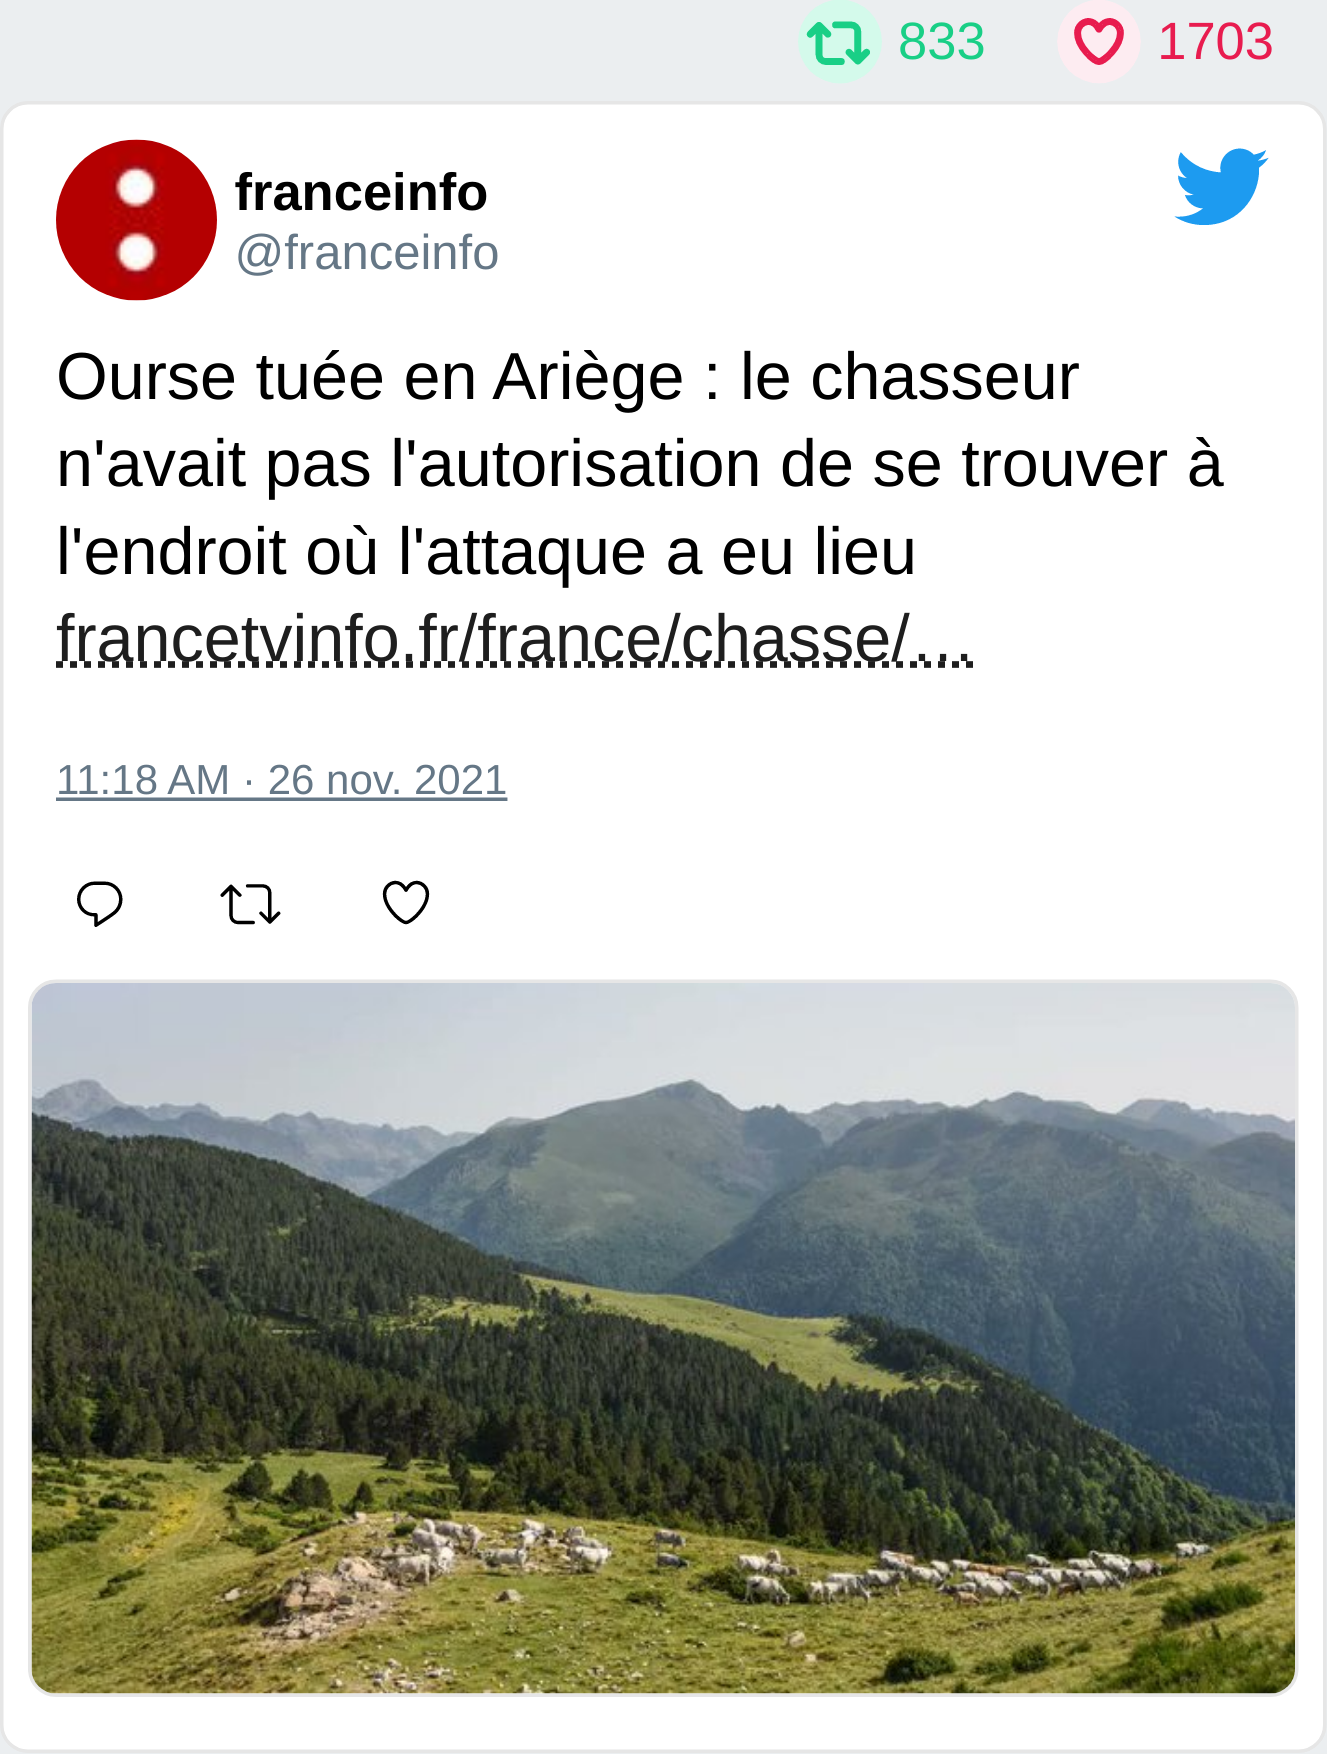 833 1703
franceinfo
@franceinfo
Ourse tuée en Ariège : le chasseur
n'avait pas l'autorisation de se trouver à
l'endroit où l'attaque a eu lieu
francetvinfo.fr/france/chasse/…
11:18 AM · 26 nov. 2021